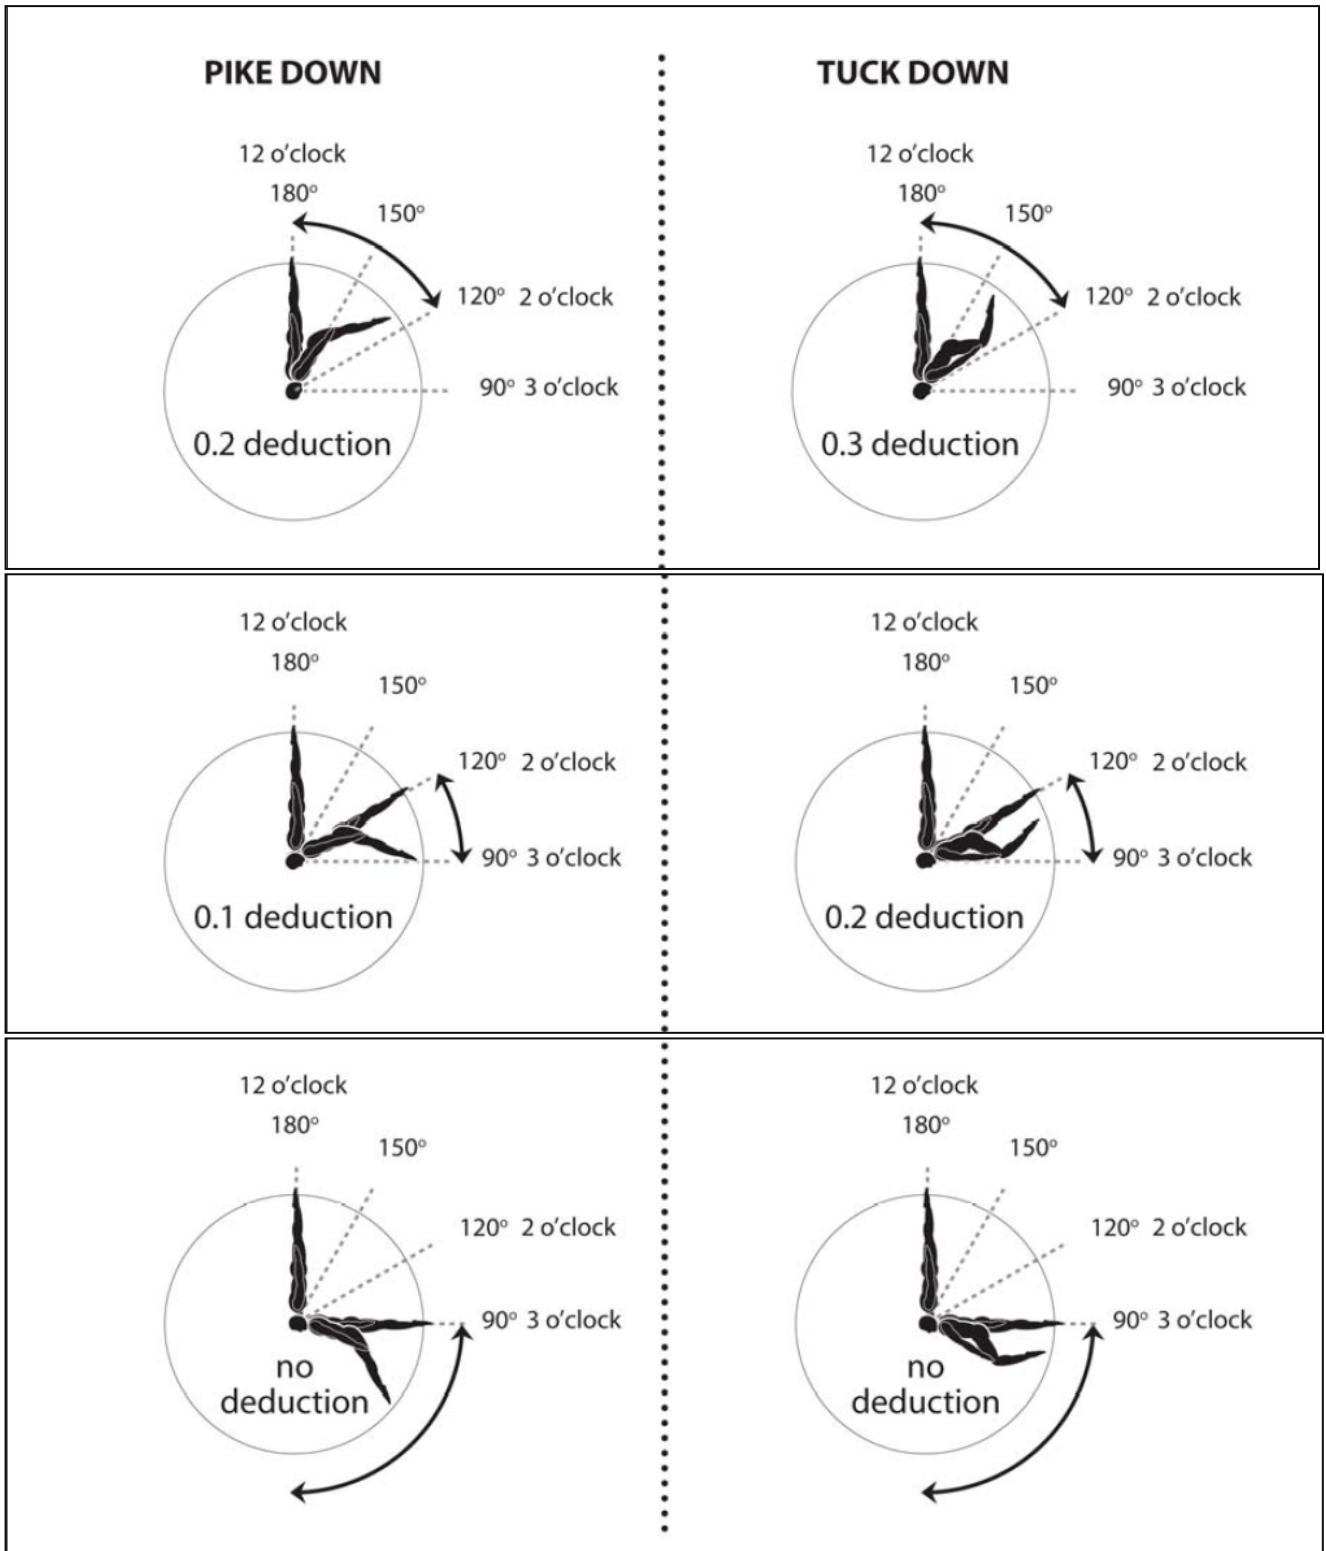 PIKE DOWN
12 o'clock
180°
150°
120° 2 o'clock
90° 3 o'clock
0.2 deduction
TUCK DOWN
12 o'clock
180°
150°
120° 2 o'clock
90° 3 o'clock
0.3 deduction
12 o'clock
180°
150°
120° 2 o'clock
90° 3 o'clock
0.1 deduction
12 o'clock
180°
150°
120° 2 o'clock
90° 3 o'clock
0.2 deduction
12 o'clock
180°
150°
120° 2 o'clock
90° 3 o'clock
no
deduction
12 o'clock
180°
150°
120° 2 o'clock
90° 3 o'clock
no
deduction